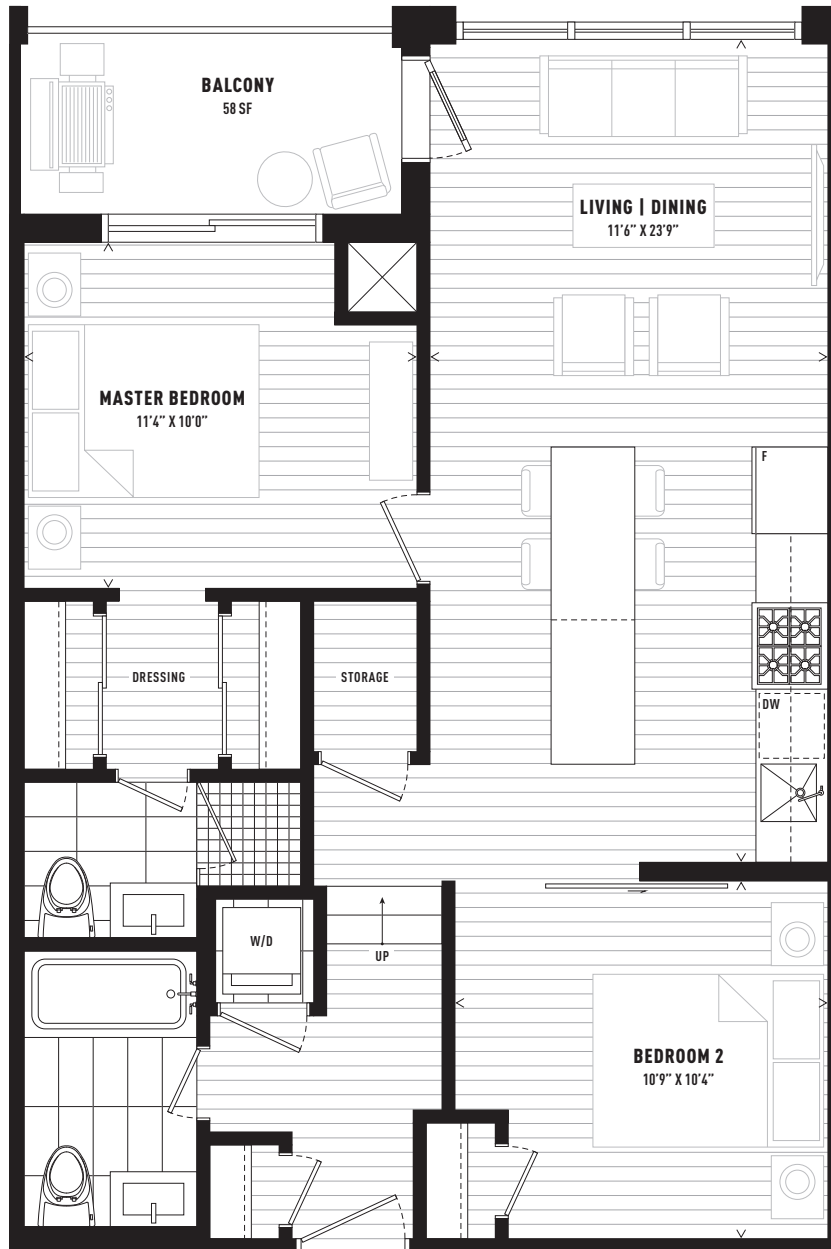 BALCONY
58 SF
LIVING | DINING
11’6” X 23’9”
MASTER BEDROOM
11’4” X 10’0”
F
DRESSING
STORAGE
DW
W/D
UP
BEDROOM 2
10’9” X 10’4”